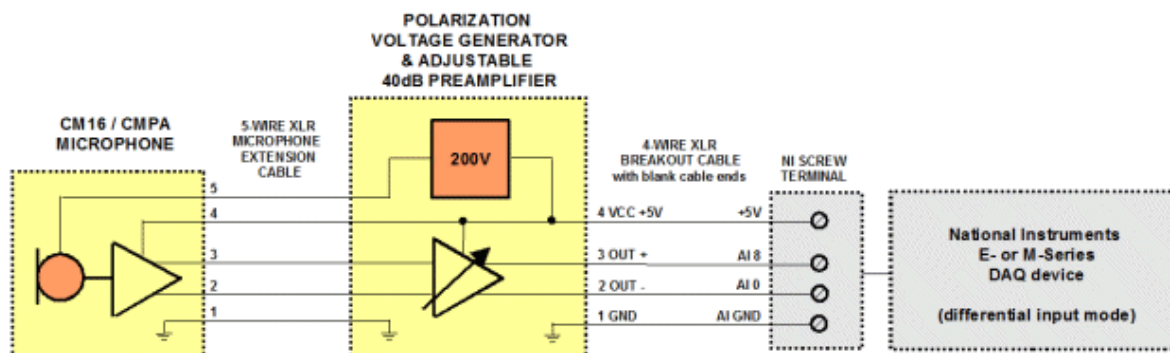 POLARIZATION
VOLTAGE GENERATOR
& ADJUSTABLE
40dB PREAMPLIFIER
CM16 / CMPA
MICROPHONE
5-WIRE XLR
MICROPHONE
EXTENSION
CABLE
200V
4-WIRE XLR
BREAKOUT CABLE
with blank cable ends
NI SCREW
TERMINAL
5
4
3
2
1
4 VCC +5V
+5V
3 OUT +
AI 8
2 OUT -
AI 0
1 GND
AI GND
National Instruments
E- or M-Series
DAQ device
(differential input mode)